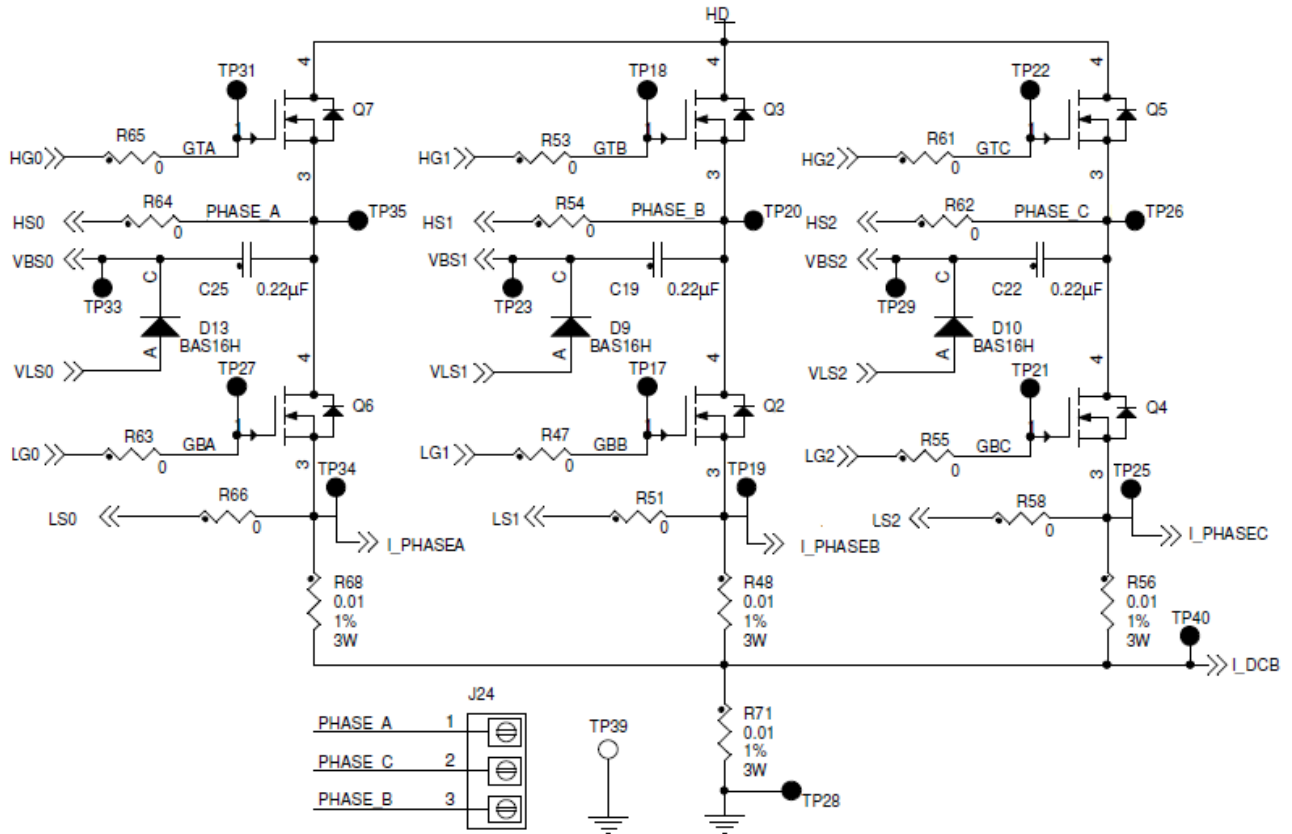 HD
4
4
4
TP31
TP18
TP22
Q7
Q3
Q5
1
1
1
R65
R53
R61
HG0
GTA
HG1
GTB
HG2
GTC
0
0
0
3
3
3
R64
R54
R62
HS0
PHASE_A
TP35
HS1
PHASE_B
TP20
HS2
PHASE_C
TP26
0
0
0
VBS0
VBS1
VBS2
C
C
C
TP33
C25
0.22µF
TP23
C19
0.22µF
TP29
C22
0.22µF
D13
BAS16H
D9
BAS16H
D10
BAS16H
A
A
A
4
4
4
VLS0
TP27
VLS1
TP17
VLS2
TP21
Q6
Q2
Q4
1
1
1
R63
R47
R55
LG0
GBA
LG1
GBB
LG2
GBC
0
0
0
3
3
3
TP34
TP19
TP25
R66
R51
R58
LS0
LS1
LS2
0
0
0
I_PHASEA
I_PHASEB
I_PHASEC
R68
0.01
1%
3W
R48
0.01
1%
3W
R56
0.01
1%
3W
TP40
I_DCB
J24
PHASE_A 1
PHASE_C 2
PHASE_B 3
TP39
R71
0.01
1%
3W
TP28